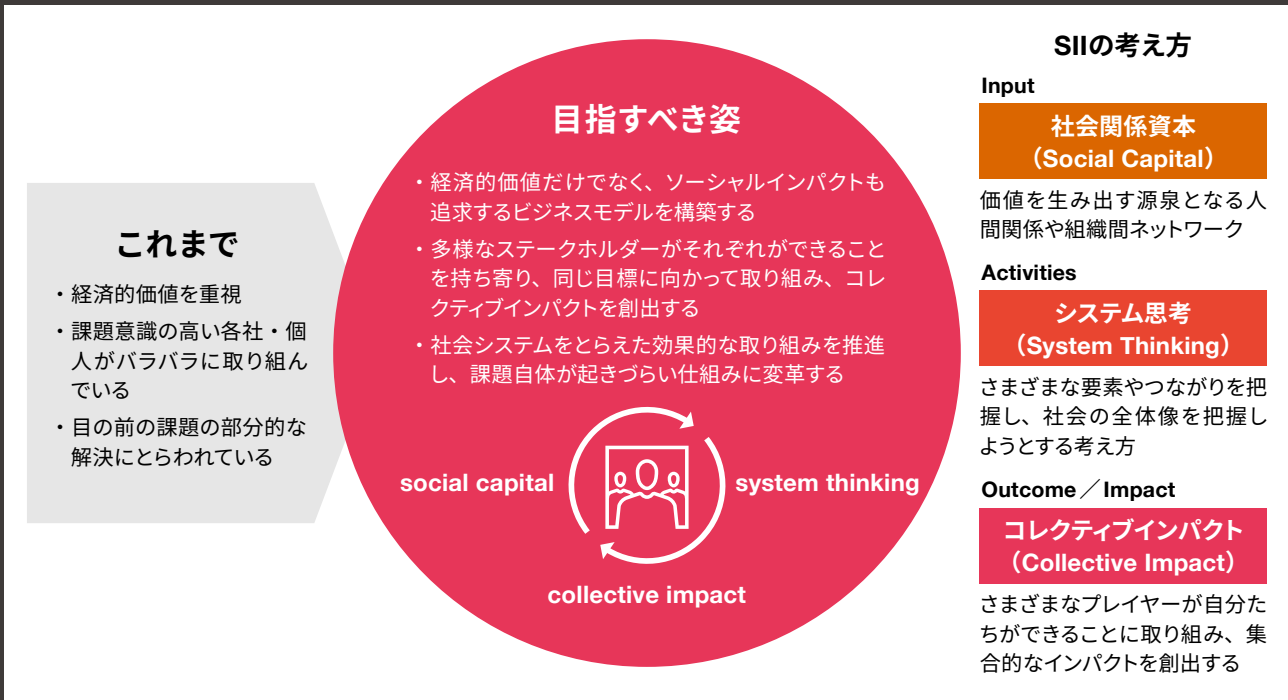 これまで
・経済的価値を重視
・課題意識の高い各社・個
人がバラバラに取り組ん
でいる
・目の前の課題の部分的な
解決にとらわれている
目指すべき姿
・経済的価値だけでなく、ソーシャルインパクトも
追求するビジネスモデルを構築する
・多様なステークホルダーがそれぞれができること
を持ち寄り、同じ目標に向かって取り組み、コレ
クティブインパクトを創出する
・社会システムをとらえた効果的な取り組みを推進
し、課題自体が起きづらい仕組みに変革する
social capital
system thinking
collective impact
SIIの考え方
Input
社会関係資本
（Social Capital）
価値を生み出す源泉となる人
間関係や組織間ネットワーク
Activities
システム思考
（System Thinking）
さまざまな要素やつながりを把
握し、社会の全体像を把握し
ようとする考え方
Outcome／Impact
コレクティブインパクト
（Collective Impact）
さまざまなプレイヤーが自分た
ちができることに取り組み、集
合的なインパクトを創出する